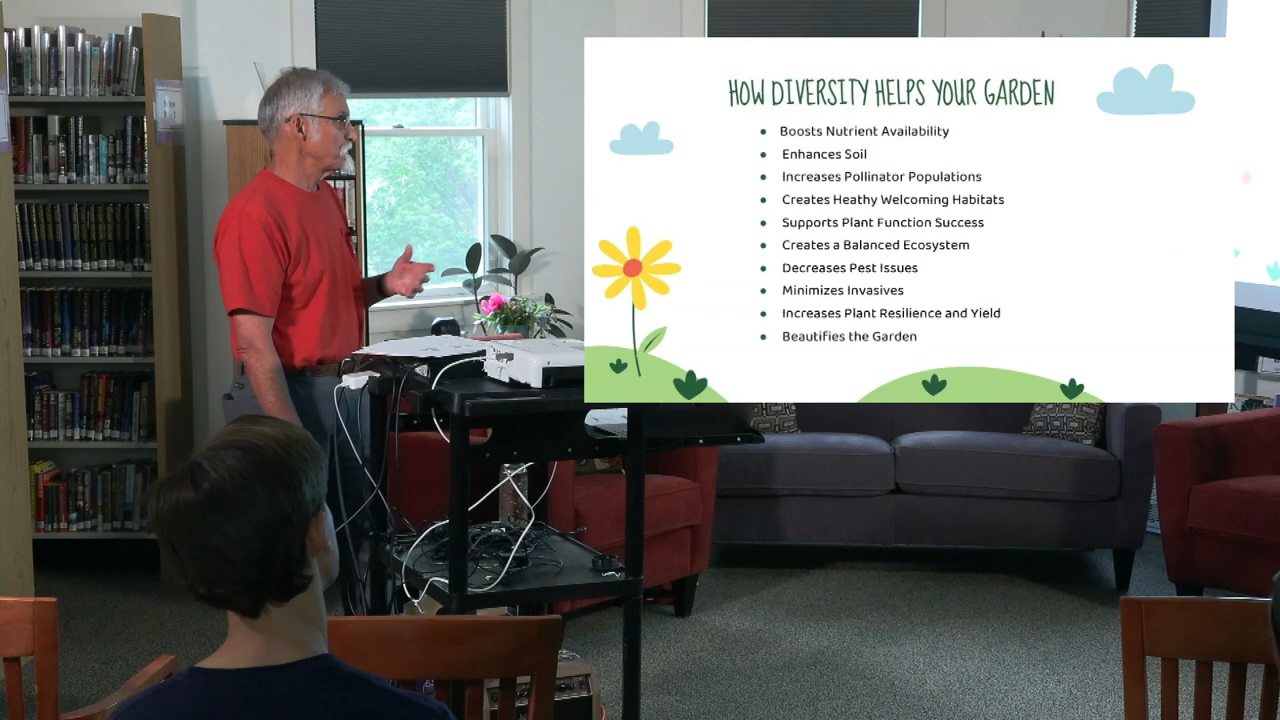 HOW DIVERSITY HELPS YOUR GARDEN
• Boosts Nutrient Availability
• Enhances Soil
• Increases Pollinator Populations
• Creates Heathy Welcoming Habitats
• Supports Plant Function Success
• Creates a Balanced Ecosystem
• Decreases Pest Issues
• Minimizes Invasives
• Increases Plant Resilience and Yield
• Beautifies the Garden